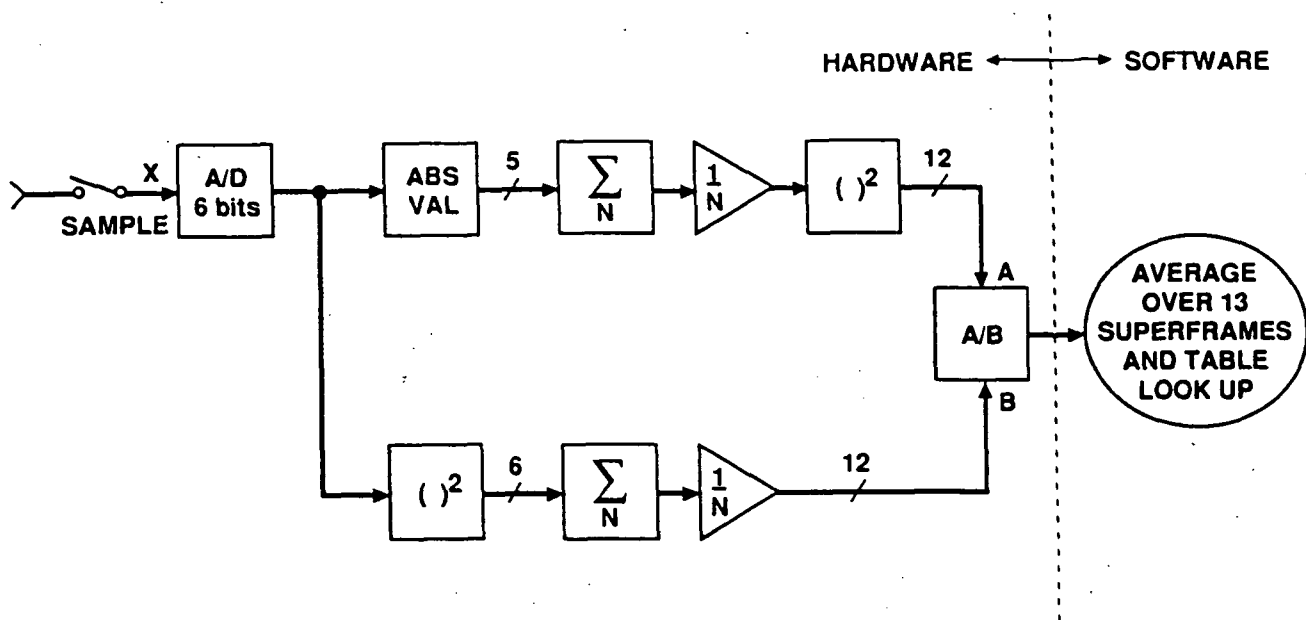 HARDWARE SOFTWARE
X
A/D
6 bits
SAMPLE
ABS
VAL
5
∑
N
1
N
( )²
12
A
A/B
B
AVERAGE
OVER 13
SUPERFRAMES
AND TABLE
LOOK UP
( )²
6
∑
N
1
N
12